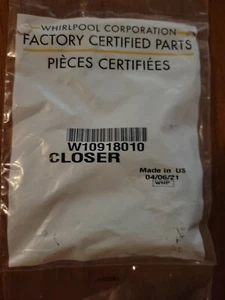 WHIRLPOOL CORPORATION
FACTORY CERTIFIED PARTS
PIÈCES CERTIFIÉES
W10918010
CLOSER
Made in US
04/06/21
WHP